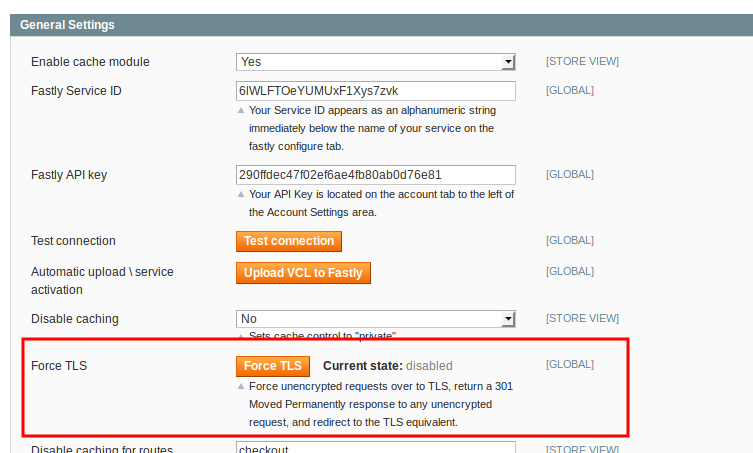 General Settings
Enable cache module Yes [STORE VIEW]
Fastly Service ID 6IWLFTOeYUMUxF1Xys7zvk [GLOBAL]
Your Service ID appears as an alphanumeric string
immediately below the name of your service on the
fastly configure tab.
Fastly API key 290ffdec47f02ef6ae4fb80ab0d76e81 [GLOBAL]
Your API Key is located on the account tab to the left of
the Account Settings area.
Test connection Test connection [GLOBAL]
Automatic upload \ service Upload VCL to Fastly [GLOBAL]
activation
Disable caching No [STORE VIEW]
Sets cache control to "private"
Force TLS Force TLS Current state: disabled [GLOBAL]
Force unencrypted requests over to TLS, return a 301
Moved Permanently response to any unencrypted
request, and redirect to the TLS equivalent.
Disable caching for routes checkout [STORE VIEW]